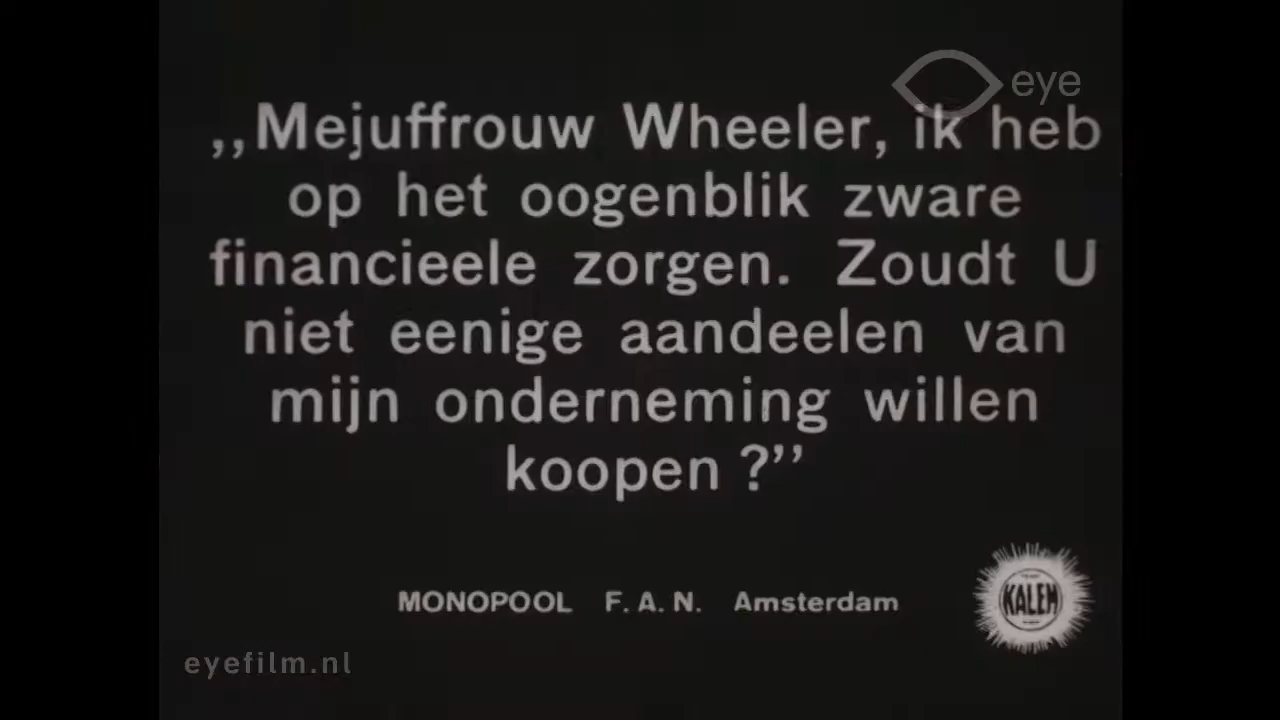 eye
,,Mejuffrouw Wheeler, ik heb
op het oogenblik zware
financieele zorgen. Zoudt U
niet eenige aandeelen van
mijn onderneming willen
koopen ?’’
MONOPOOL F. A. N. Amsterdam
KALEM
eyefilm.nl